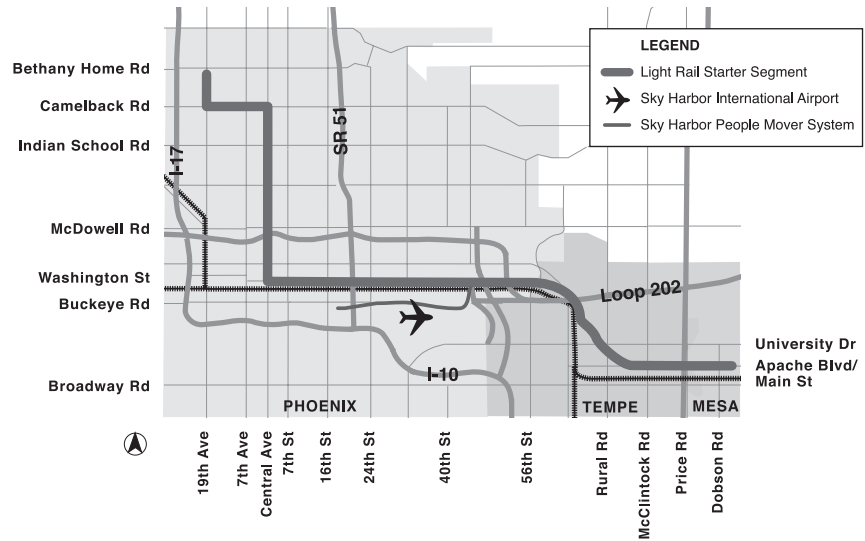 LEGEND
Light Rail Starter Segment
Sky Harbor International Airport
Sky Harbor People Mover System
Bethany Home Rd
Camelback Rd
Indian School Rd
McDowell Rd
Washington St
Buckeye Rd
Broadway Rd
I-17
SR 51
Loop 202
I-10
University Dr
Apache Blvd/
Main St
PHOENIX
TEMPE
MESA
19th Ave
7th Ave
Central Ave
7th St
16th St
24th St
40th St
56th St
Rural Rd
McClintock Rd
Price Rd
Dobson Rd